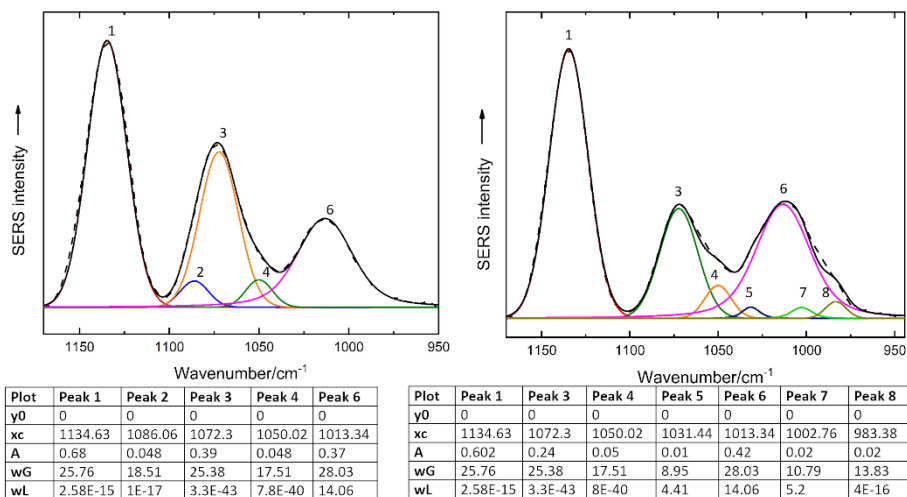 1
3
6
2
4
SERS intensity
1150 1100 1050 1000 950
Wavenumber/cm-1
1
3
6
4
5
7
8
SERS intensity
1150 1100 1050 1000 950
Wavenumber/cm-1
Plot Peak 1 Peak 2 Peak 3 Peak 4 Peak 6
y0 0 0 0 0 0
xc 1134.63 1086.06 1072.3 1050.02 1013.34
A 0.68 0.048 0.39 0.048 0.37
wG 25.76 18.51 25.38 17.51 28.03
wL 2.58E-15 1E-17 3.3E-43 7.8E-40 14.06
Plot Peak 1 Peak 3 Peak 4 Peak 5 Peak 6 Peak 7 Peak 8
y0 0 0 0 0 0 0 0
xc 1134.63 1072.3 1050.02 1031.44 1013.34 1002.76 983.38
A 0.602 0.24 0.05 0.01 0.42 0.02 0.02
wG 25.76 25.38 17.51 8.95 28.03 10.79 13.83
wL 2.58E-15 3.3E-43 8E-40 4.41 14.06 5.2 4E-16